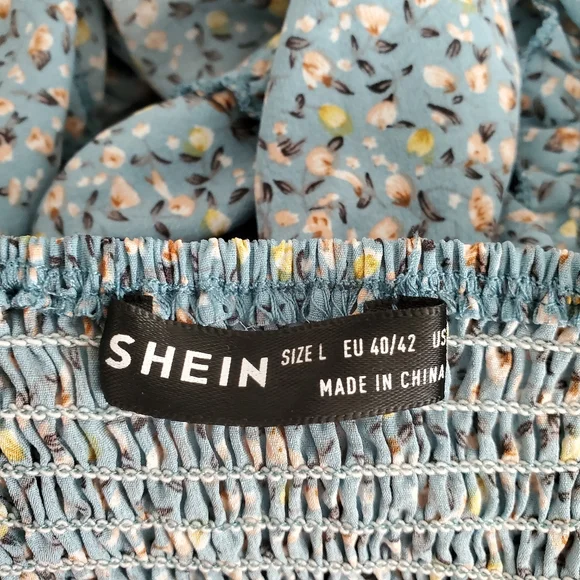 SHEIN SIZE L EU 40/42 US
MADE IN CHINA